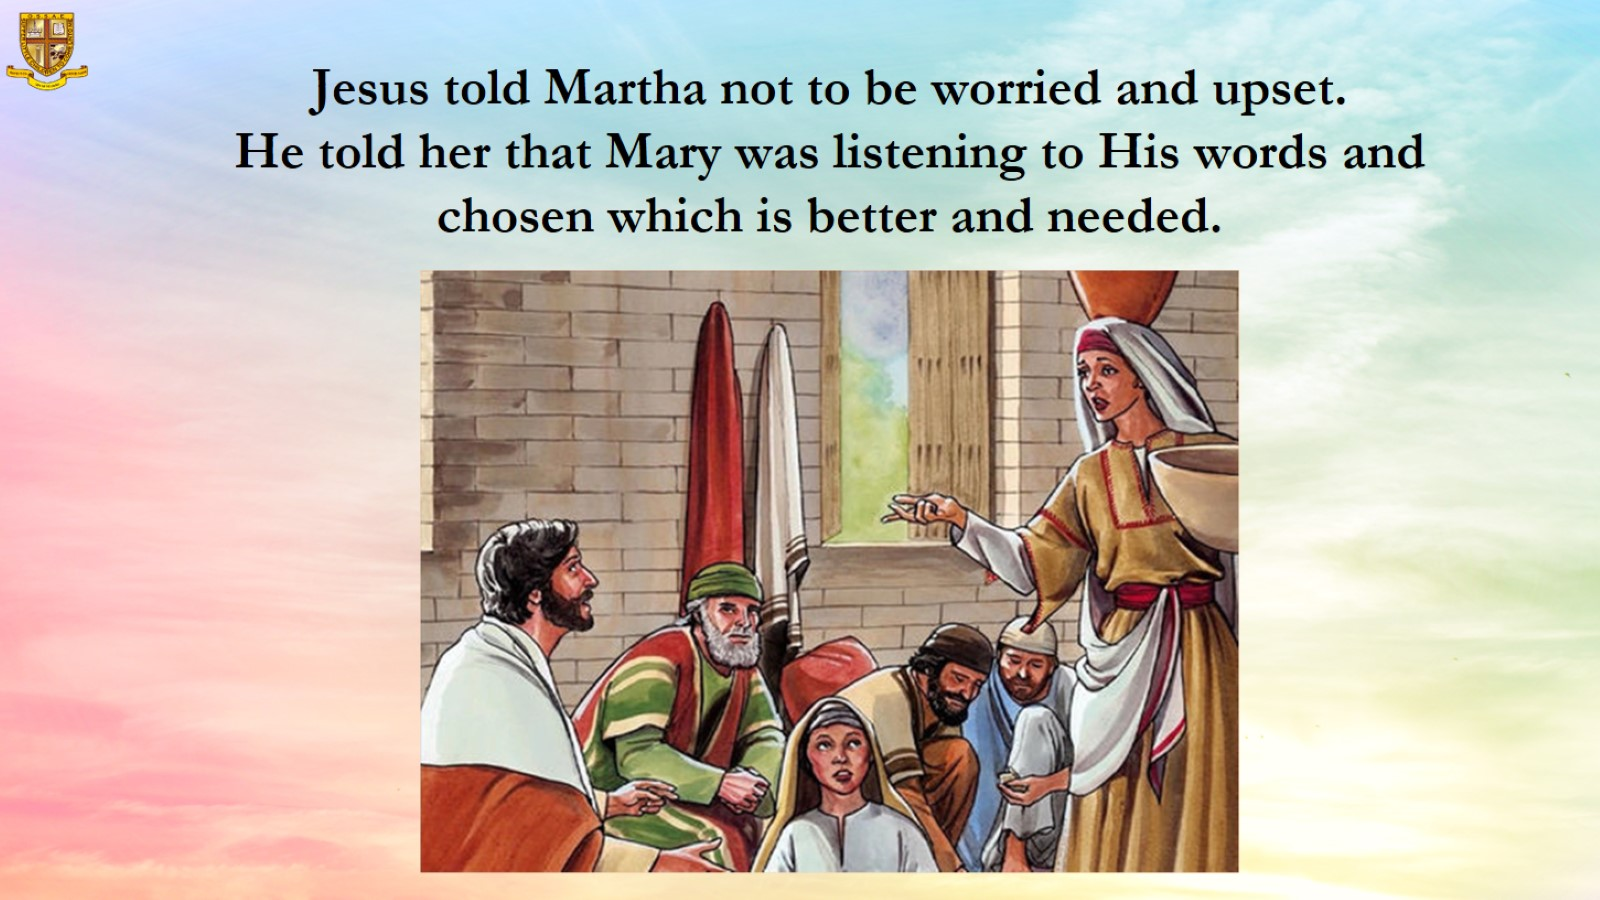 Jesus told Martha not to be worried and upset.
He told her that Mary was listening to His words and
chosen which is better and needed.